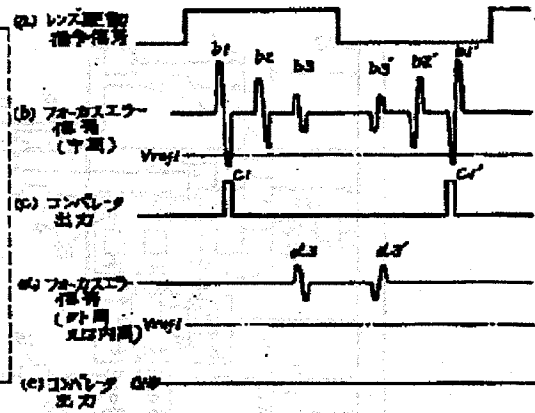 (a) レンズ駆動
指令信号
b1 b2 b3 b3' b2' b1'
(b) フォーカスエラー
信号
(中周)
Vref1
(c) コンパレータ
出力
c1 c1'
(d) フォーカスエラー
信号
(外周
又は内周)
d3 d3'
Vref1
(e) コンパレータ
出力